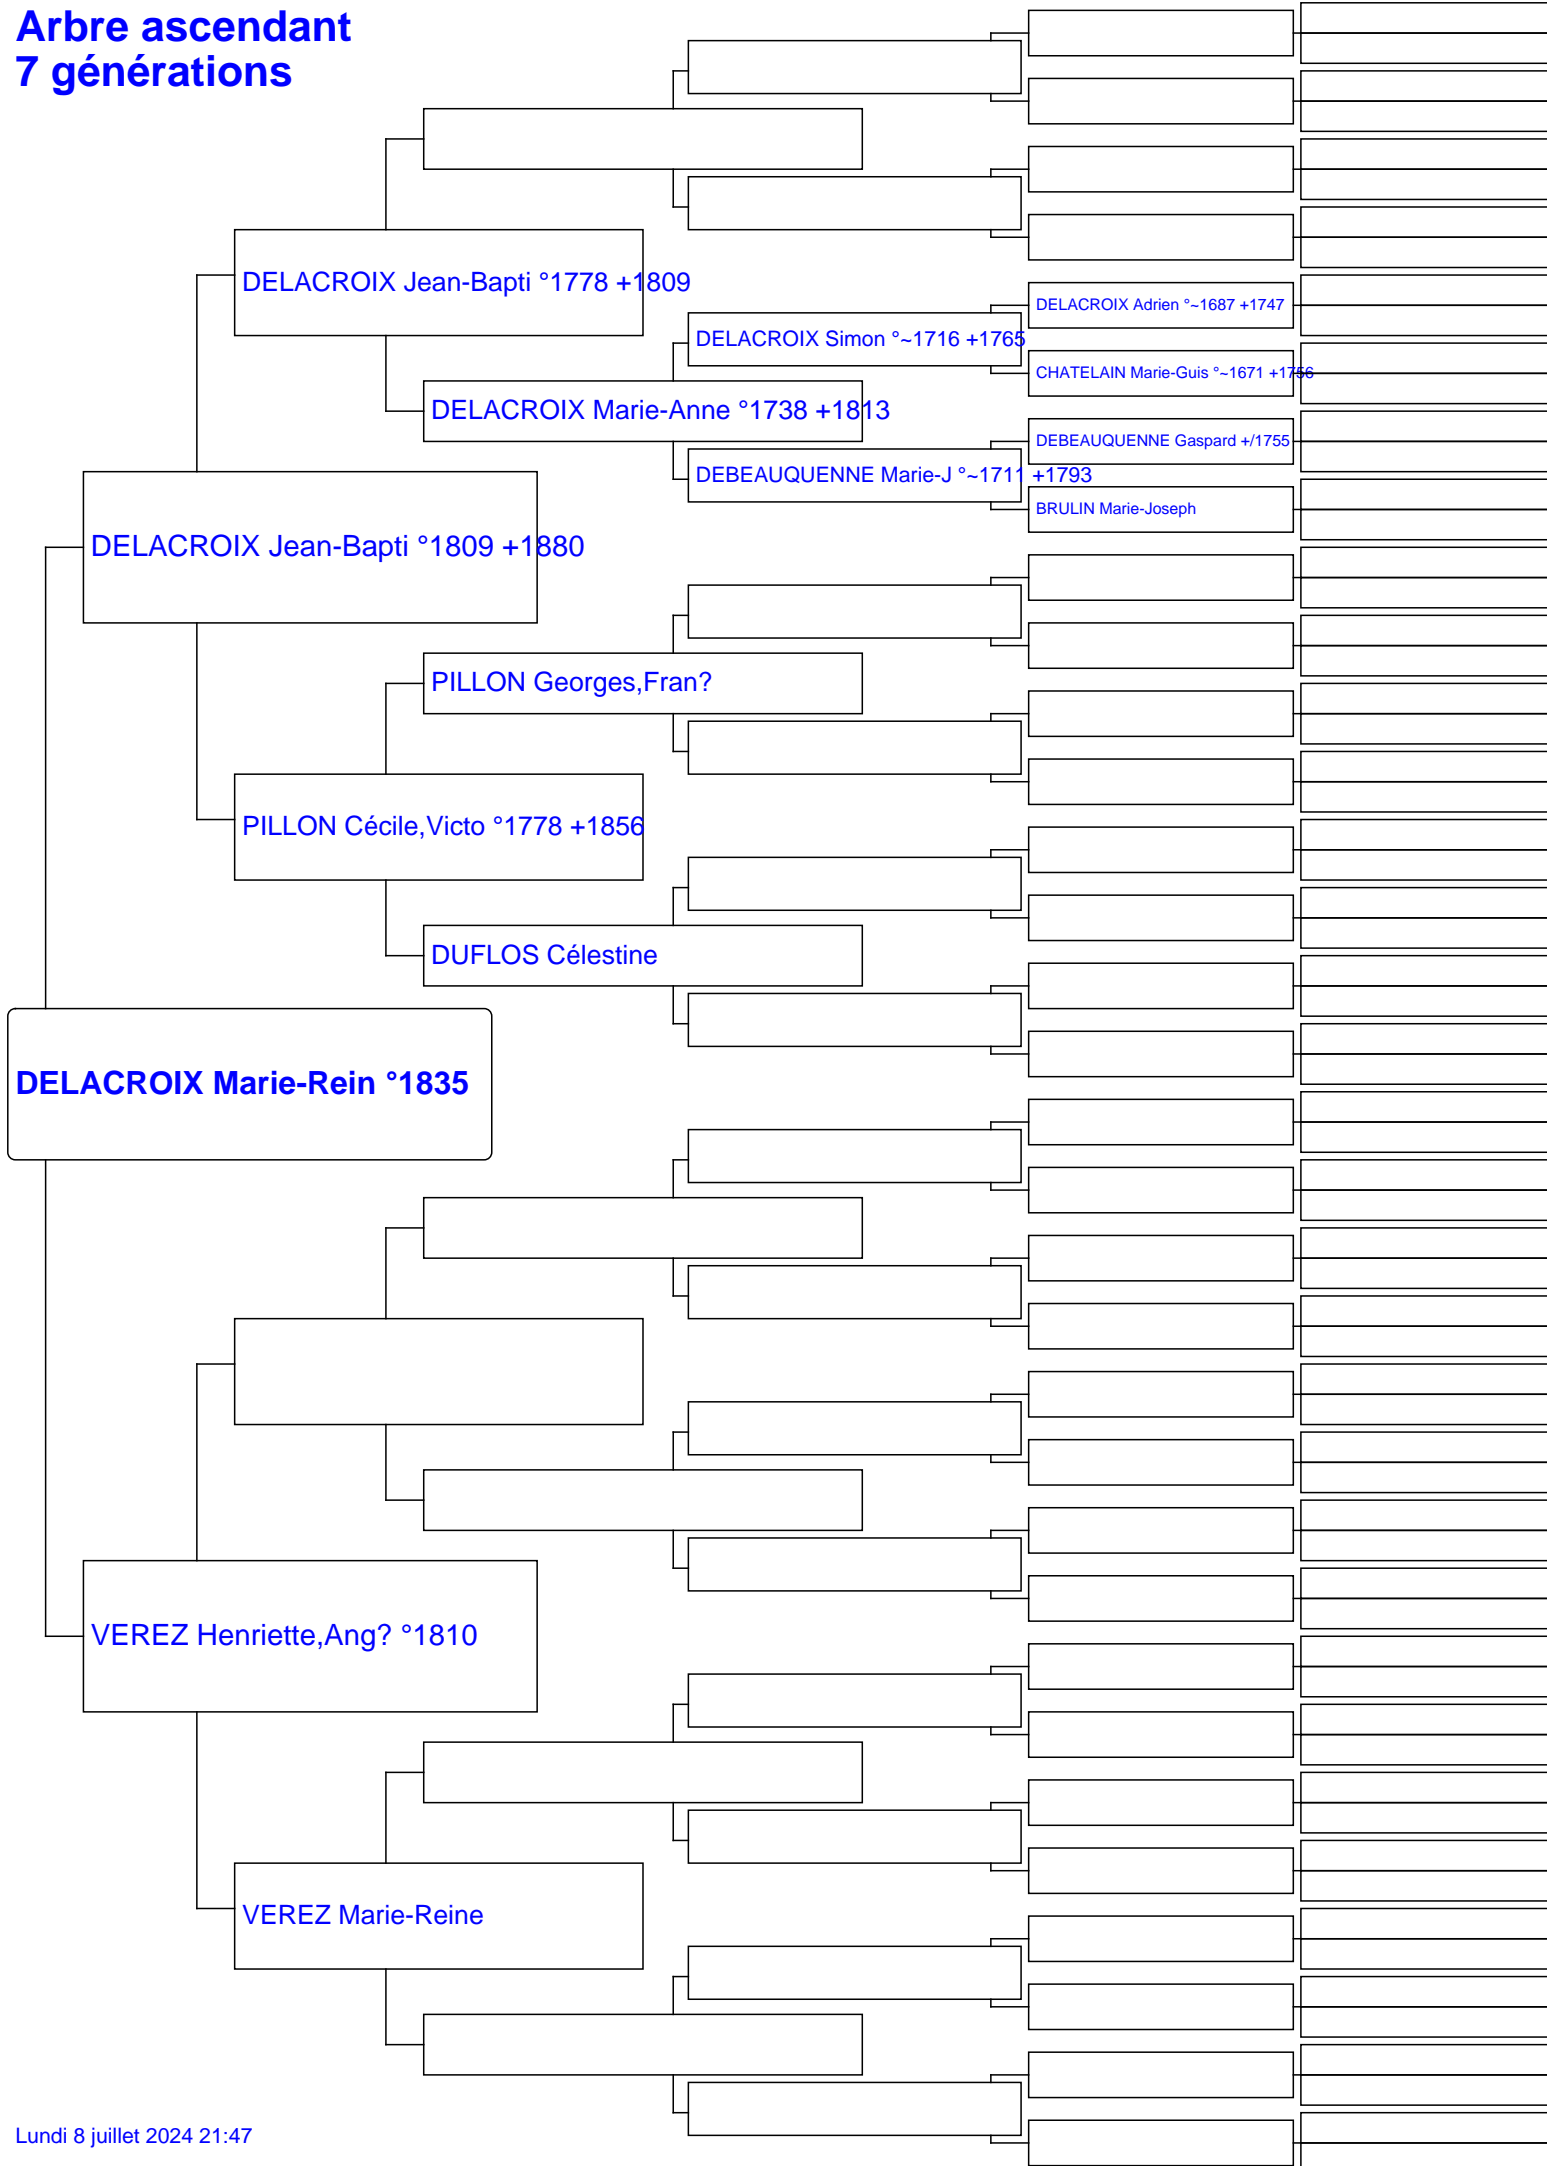 Arbre ascendant
7 générations
DELACROIX Jean-Bapti °1778 +1809
DELACROIX Adrien °~1687 +1747
DELACROIX Simon °~1716 +1765
CHATELAIN Marie-Guis °~1671 +1756
DELACROIX Marie-Anne °1738 +1813
DEBEAUQUENNE Gaspard +/1755
DEBEAUQUENNE Marie-J °~1711 +1793
BRULIN Marie-Joseph
DELACROIX Jean-Bapti °1809 +1880
PILLON Georges,Fran?
PILLON Cécile,Victo °1778 +1856
DUFLOS Célestine
DELACROIX Marie-Rein °1835
VEREZ Henriette,Ang? °1810
VEREZ Marie-Reine
Lundi 8 juillet 2024 21:47